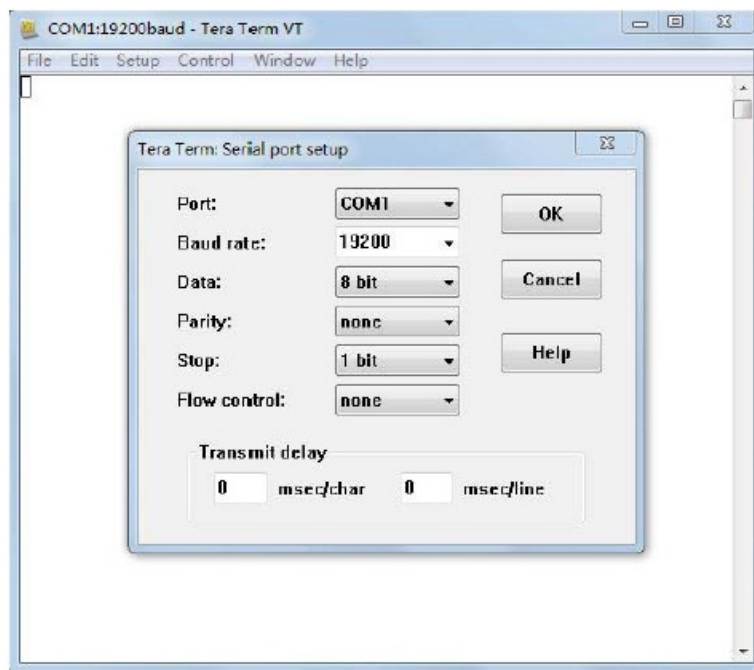 COM1:19200baud - Tera Term VT
File Edit Setup Control Window Help
Tera Term: Serial port setup
Port: COM1 OK
Baud rate: 19200
Data: 8 bit Cancel
Parity: none
Stop: 1 bit Help
Flow control: none
Transmit delay
0 msec/char 0 msec/line